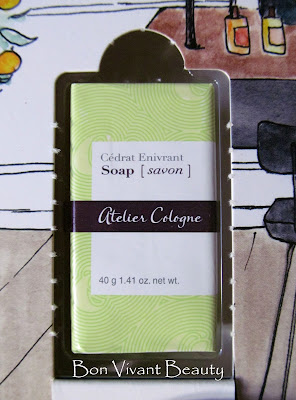 Cédrat Enivrant
Soap [ savon ]
Atelier Cologne
40 g 1.41 oz. net wt.
Bon Vivant Beauty